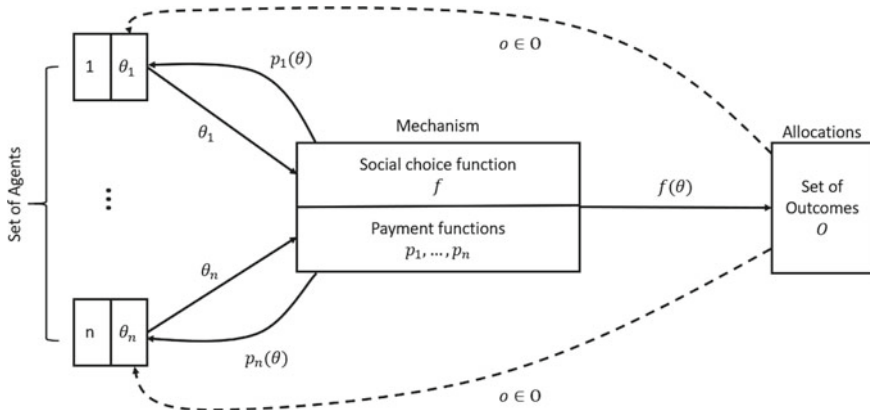 o ∈ O
1 θ₁
p₁(θ)
θ₁
Mechanism
Allocations
Social choice function
f
f(θ)
Set of
Outcomes
O
Payment functions
p₁, ..., pₙ
Set of Agents
...
θₙ
n θₙ
pₙ(θ)
o ∈ O